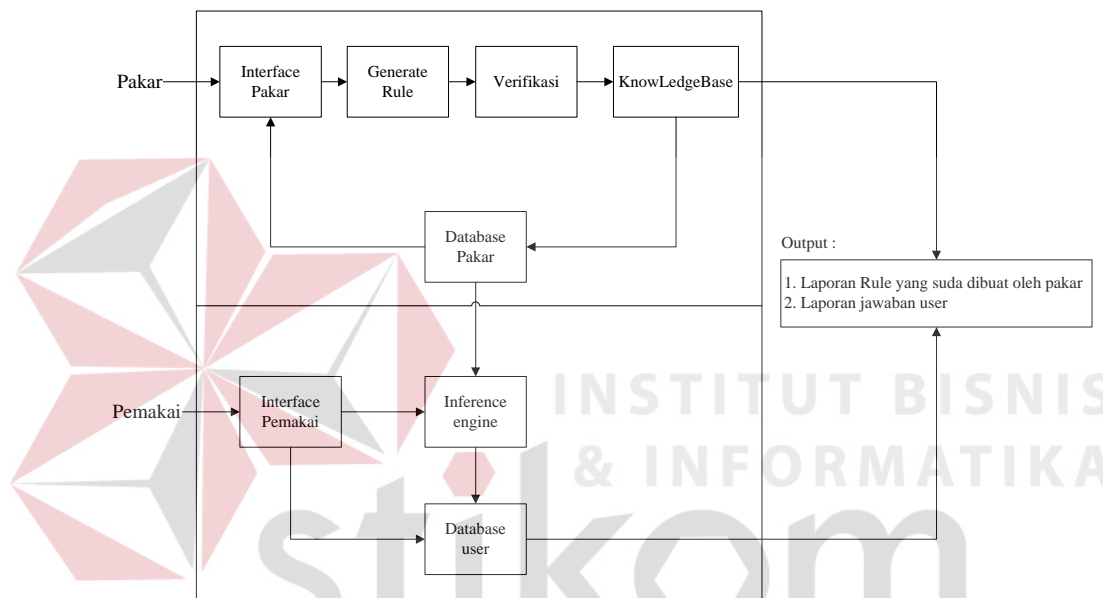 Pakar
Interface
Pakar
Generate
Rule
Verifikasi
KnowLedgeBase
Database
Pakar
Output :
1. Laporan Rule yang suda dibuat oleh pakar
2. Laporan jawaban user
Pemakai
Interface
Pemakai
Inference
engine
Database
user
INSTITUT BISNIS
& INFORMATIKA
stikom